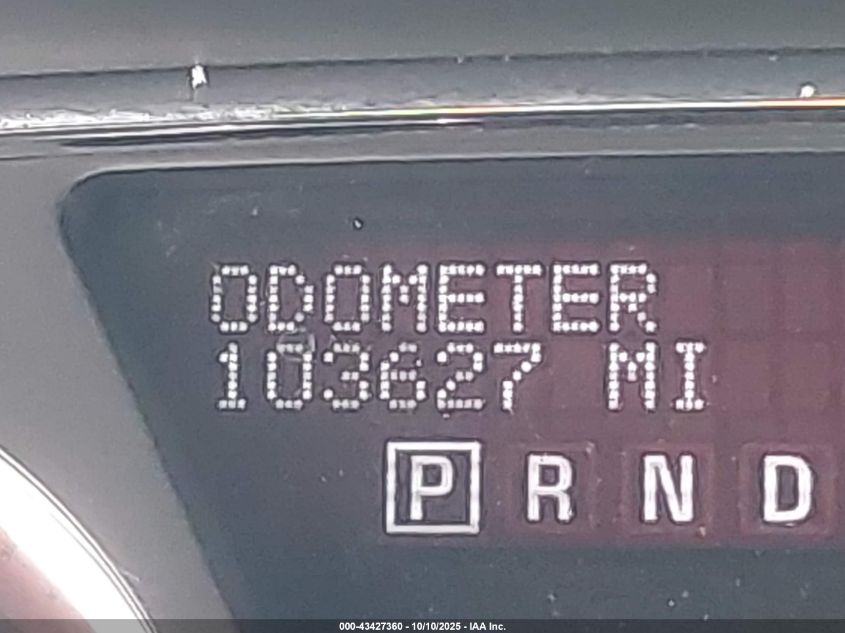 ODOMETER
103627 MI
P R N D
000-43427360 - 10/10/2025 - IAA Inc.